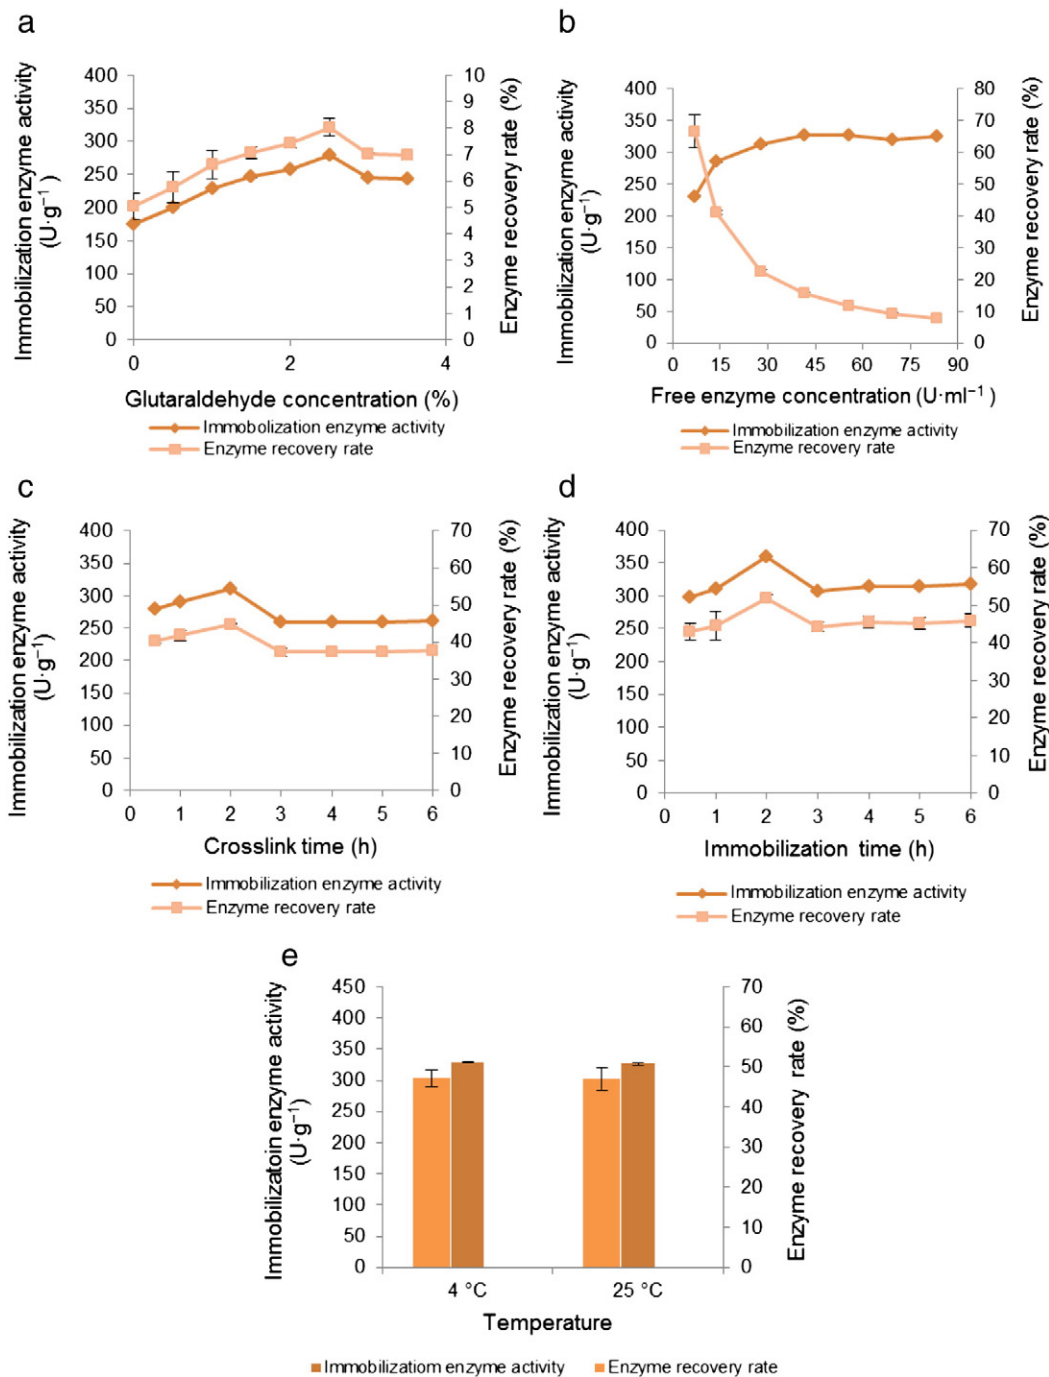 a
Immobilization enzyme activity
(U·g⁻¹)
400
350
300
250
200
150
100
50
0
10
9
8
7
6
5
4
3
2
1
0
Enzyme recovery rate (%)
0 2 4
Glutaraldehyde concentration (%)
Immobolization enzyme activity
Enzyme recovery rate
b
Immobilization enzyme activity
(U·g⁻¹)
400
350
300
250
200
150
100
50
0
80
70
60
50
40
30
20
10
0
Enzyme recovery rate (%)
0 15 30 45 60 75 90
Free enzyme concentration (U·ml⁻¹)
Immobilization enzyme activity
Enzyme recovery rate
c
Immobilization enzyme activity
(U·g⁻¹)
400
350
300
250
200
150
100
50
0
70
60
50
40
30
20
10
0
Enzyme recovery rate (%)
0 1 2 3 4 5 6
Crosslink time (h)
Immobilization enzyme activity
Enzyme recovery rate
d
Immobilization enzyme activity
(U·g⁻¹)
400
350
300
250
200
150
100
50
0
70
60
50
40
30
20
10
0
Enzyme recovery rate (%)
0 1 2 3 4 5 6
Immobilization time (h)
Immobilization enzyme activity
Enzyme recovery rate
e
Immobilizatoin enzyme activity
(U·g⁻¹)
450
400
350
300
250
200
150
100
50
0
70
60
50
40
30
20
10
0
Enzyme recovery rate (%)
4 °C 25 °C
Temperature
Immobilizatiom enzyme activity Enzyme recovery rate